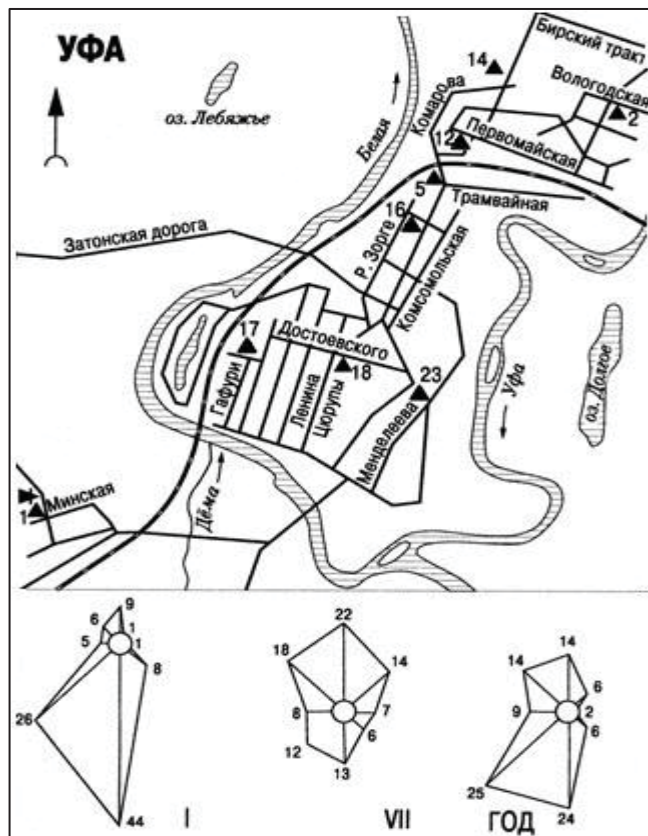 УФА
оз. Лебяжье
Белая
14
Бирский тракт
Вологодская
2
Комарова
12
Первомайская
5
Трамвайная
16
Затонская дорога
Р. Зорге
Комсомольская
17
Достоевского
18
23
Гафури
Ленина
Цюрупы
Менделеева
Уфа
оз. Долгое
Минская
1
Дёма
9
6
1
5
1
8
26
44
I
22
18
14
8
7
6
12
13
VII
14
14
6
9
2
6
25
24
ГОД